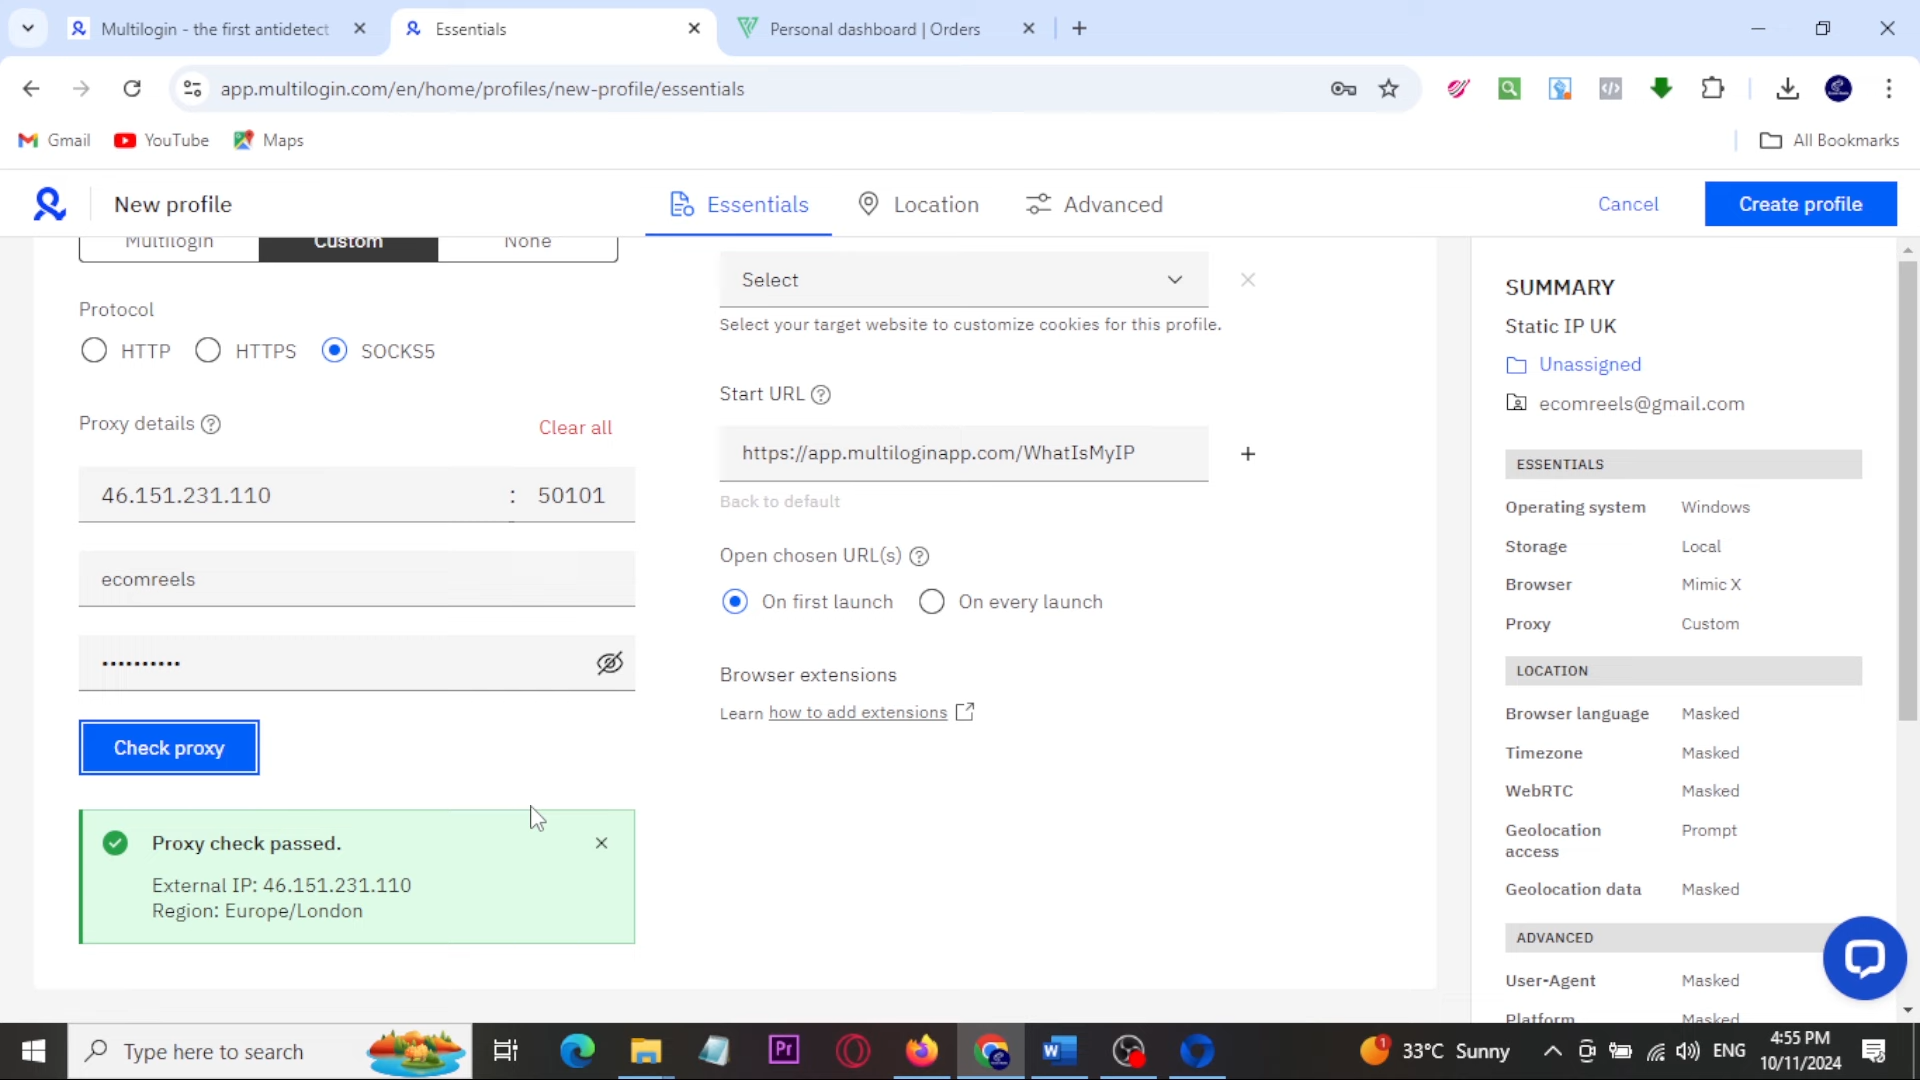 Multilogin - the first antidetect
Essentials
Personal dashboard | Orders
app.multilogin.com/en/home/profiles/new-profile/essentials
Gmail
YouTube
Maps
All Bookmarks
New profile
Essentials
Location
Advanced
Cancel
Create profile
Multilogin
Custom
None
Protocol
HTTP
HTTPS
SOCKS5
Proxy details
Clear all
46.151.231.110
:
50101
ecomreels
••••••••••
Check proxy
Proxy check passed.
External IP: 46.151.231.110
Region: Europe/London
Select
Select your target website to customize cookies for this profile.
Start URL
https://app.multiloginapp.com/WhatIsMyIP
Back to default
Open chosen URL(s)
On first launch
On every launch
Browser extensions
Learn how to add extensions
SUMMARY
Static IP UK
Unassigned
ecomreels@gmail.com
ESSENTIALS
Operating system Windows
Storage Local
Browser Mimic X
Proxy Custom
LOCATION
Browser language Masked
Timezone Masked
WebRTC Masked
Geolocation access Prompt
Geolocation data Masked
ADVANCED
User-Agent Masked
Platform Masked
Type here to search
Pr
W
1
33°C Sunny
ENG
4:55 PM
10/11/2024